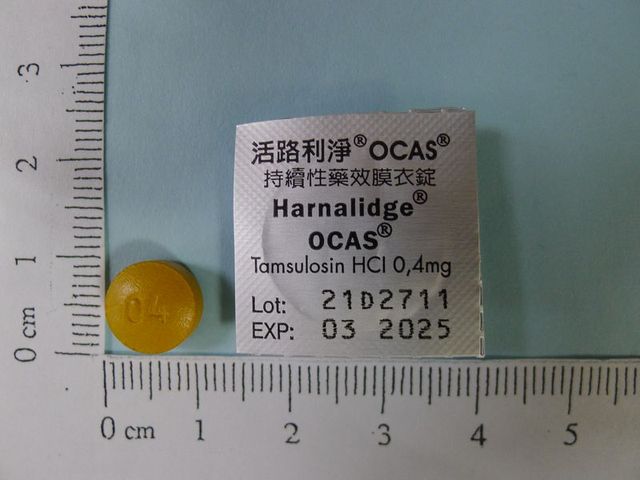 活路利淨® OCAS®
持續性藥效膜衣錠
Harnalidge®
OCAS®
Tamsulosin HCl 0,4mg
Lot: 21D2711
EXP: 03 2025
04
3
2
1
0 cm
0 cm 1 2 3 4 5